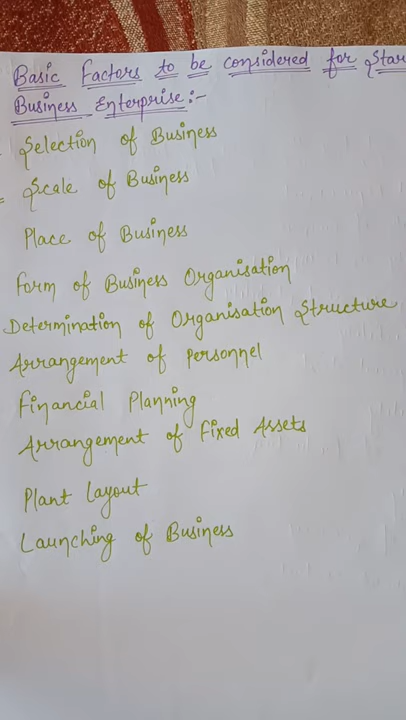 Basic Factors to be considered for Star
Business Enterprise:-
Selection of Business
Scale of Business
Place of Business
Form of Business Organisation
Determination of Organisation Structure
Arrangement of Personnel
Financial Planning
Arrangement of Fixed Assets
Plant Layout
Launching of Business